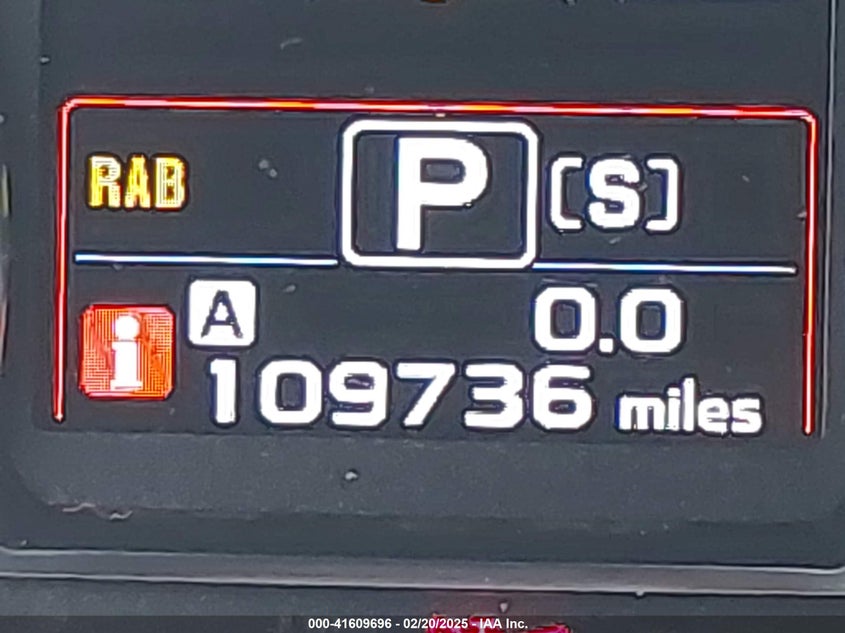 RAB P (S)
i A 0.0
109736 miles
000-41609696 - 02/20/2025 - IAA Inc.